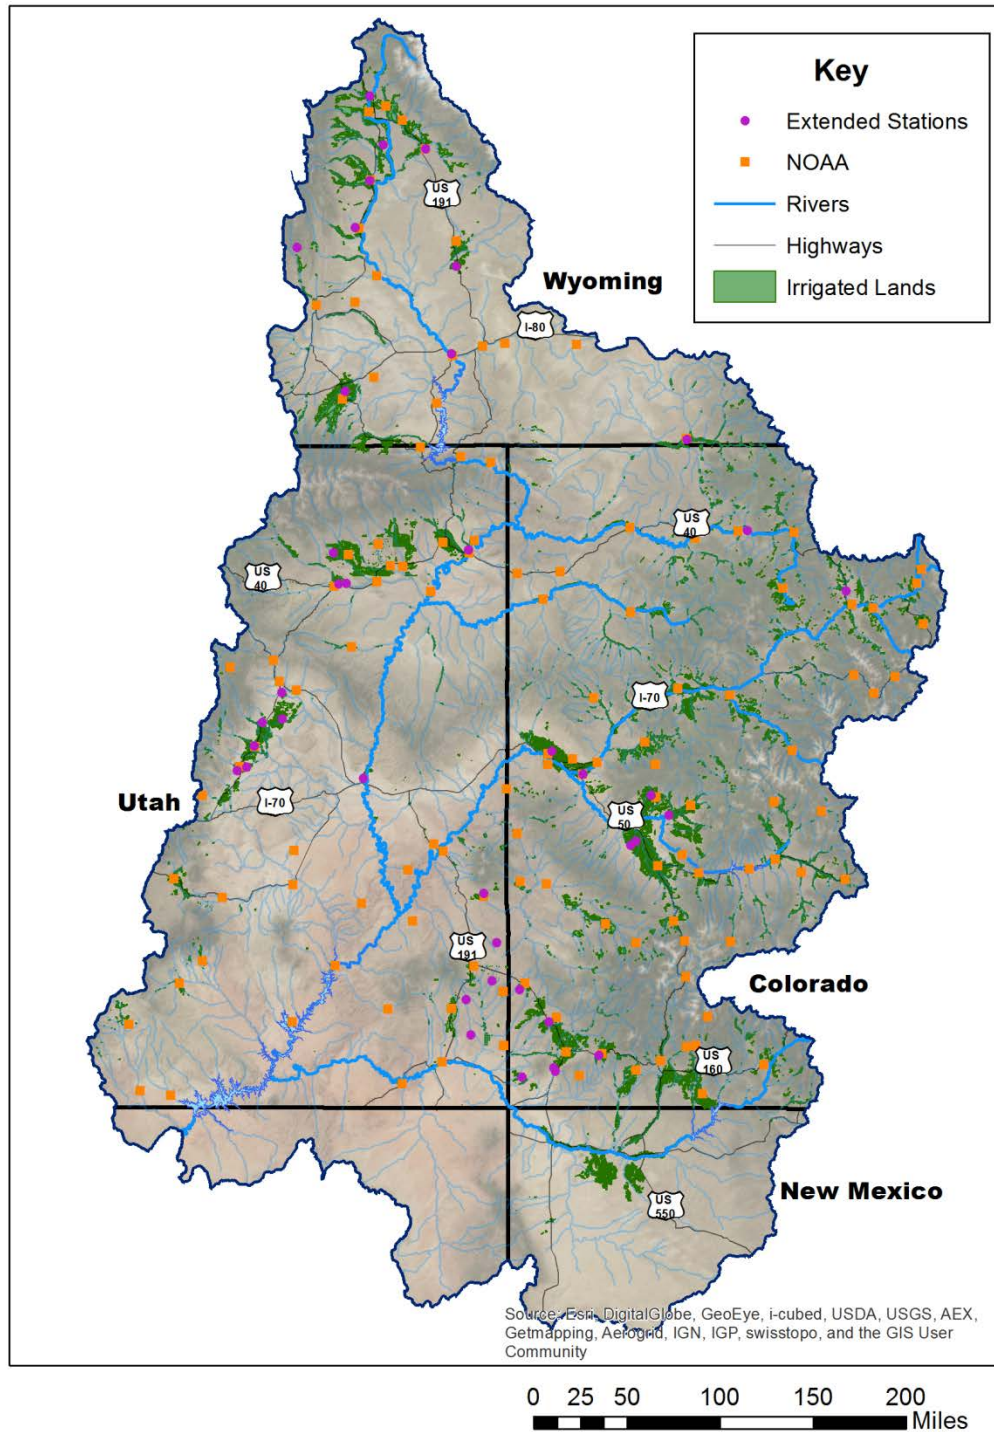 Key
Extended Stations
NOAA
Rivers
Highways
Irrigated Lands
US
191
Wyoming
I-80
US
40
US
40
I-70
Utah
I-70
US
50
US
191
Colorado
US
160
New Mexico
US
550
Source: Esri, DigitalGlobe, GeoEye, i-cubed, USDA, USGS, AEX,
Getmapping, Aerogrid, IGN, IGP, swisstopo, and the GIS User
Community
0 25 50 100 150 200
Miles